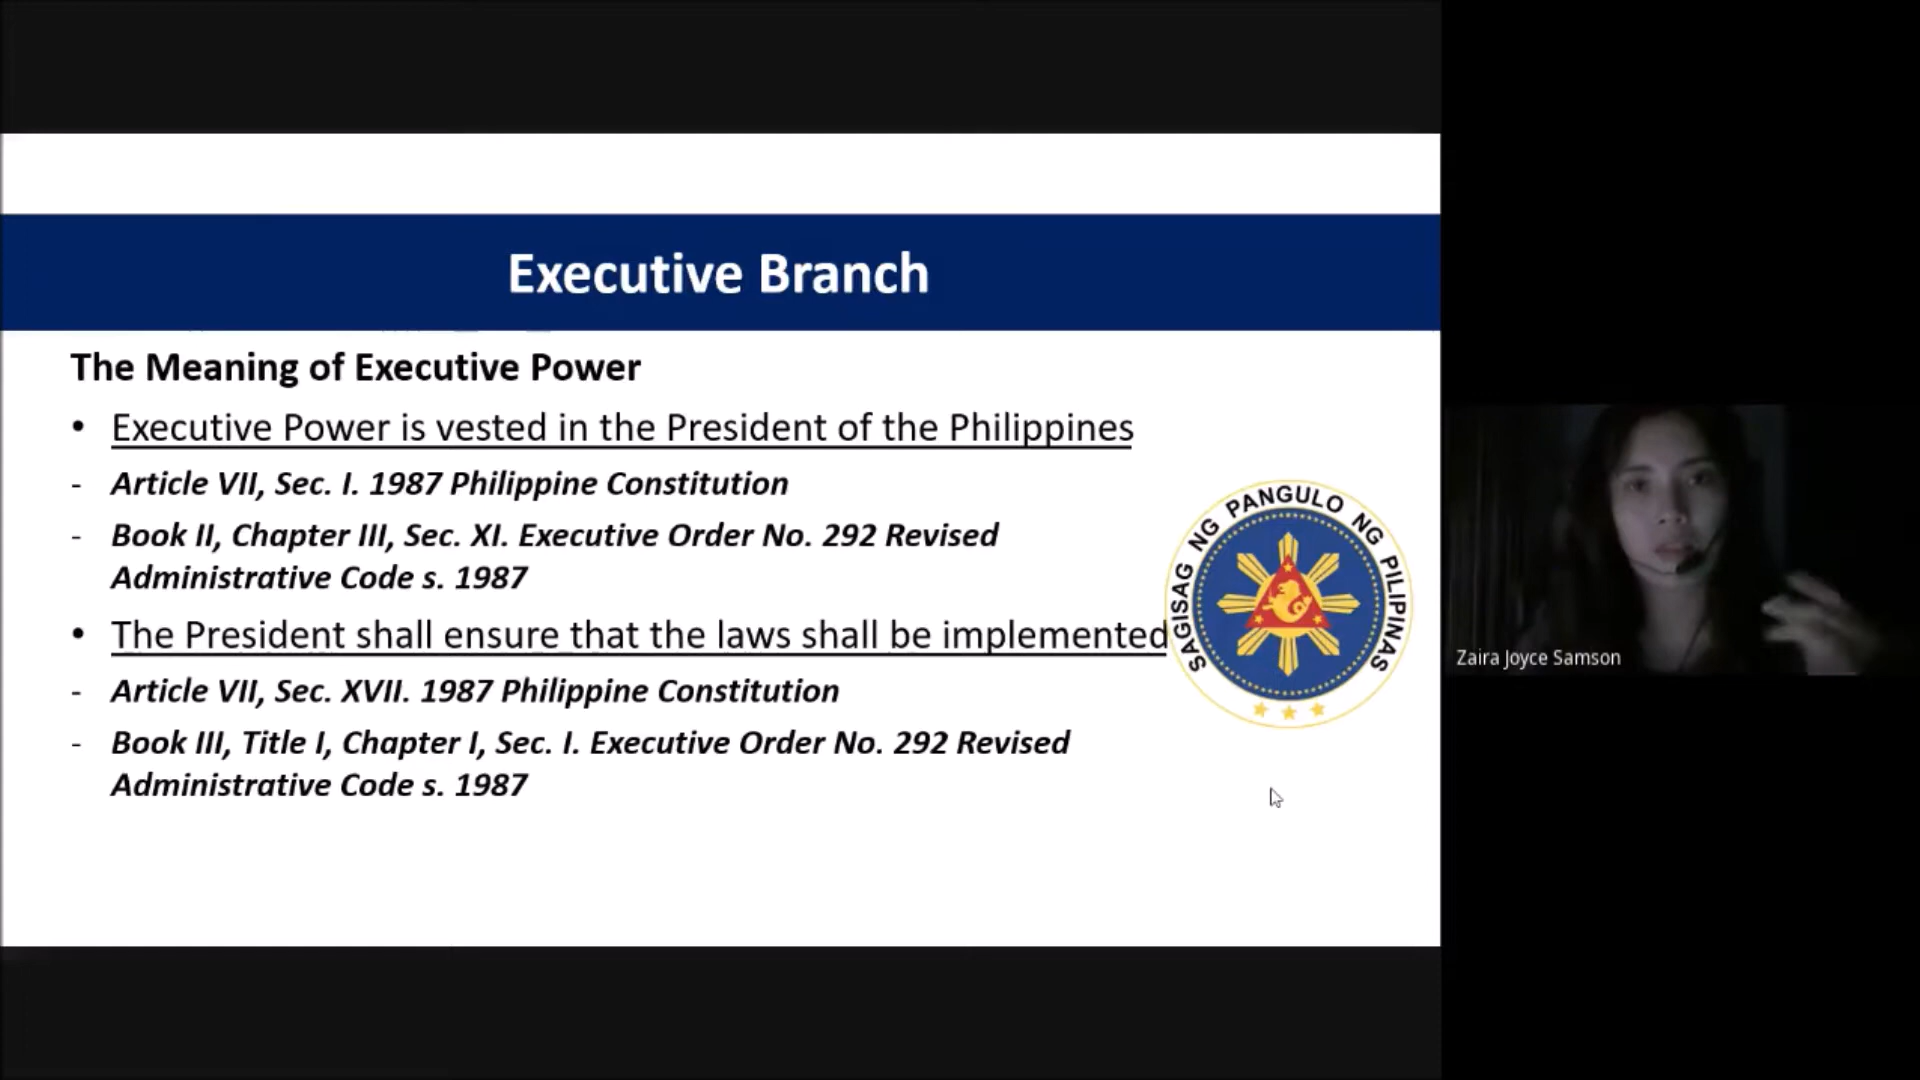 Executive Branch
The Meaning of Executive Power
• Executive Power is vested in the President of the Philippines
- Article VII, Sec. I. 1987 Philippine Constitution
- Book II, Chapter III, Sec. XI. Executive Order No. 292 Revised
Administrative Code s. 1987
• The President shall ensure that the laws shall be implemented
- Article VII, Sec. XVII. 1987 Philippine Constitution
- Book III, Title I, Chapter I, Sec. I. Executive Order No. 292 Revised
Administrative Code s. 1987
SAGISAG NG PANGULO NG PILIPINAS
Zaira Joyce Samson